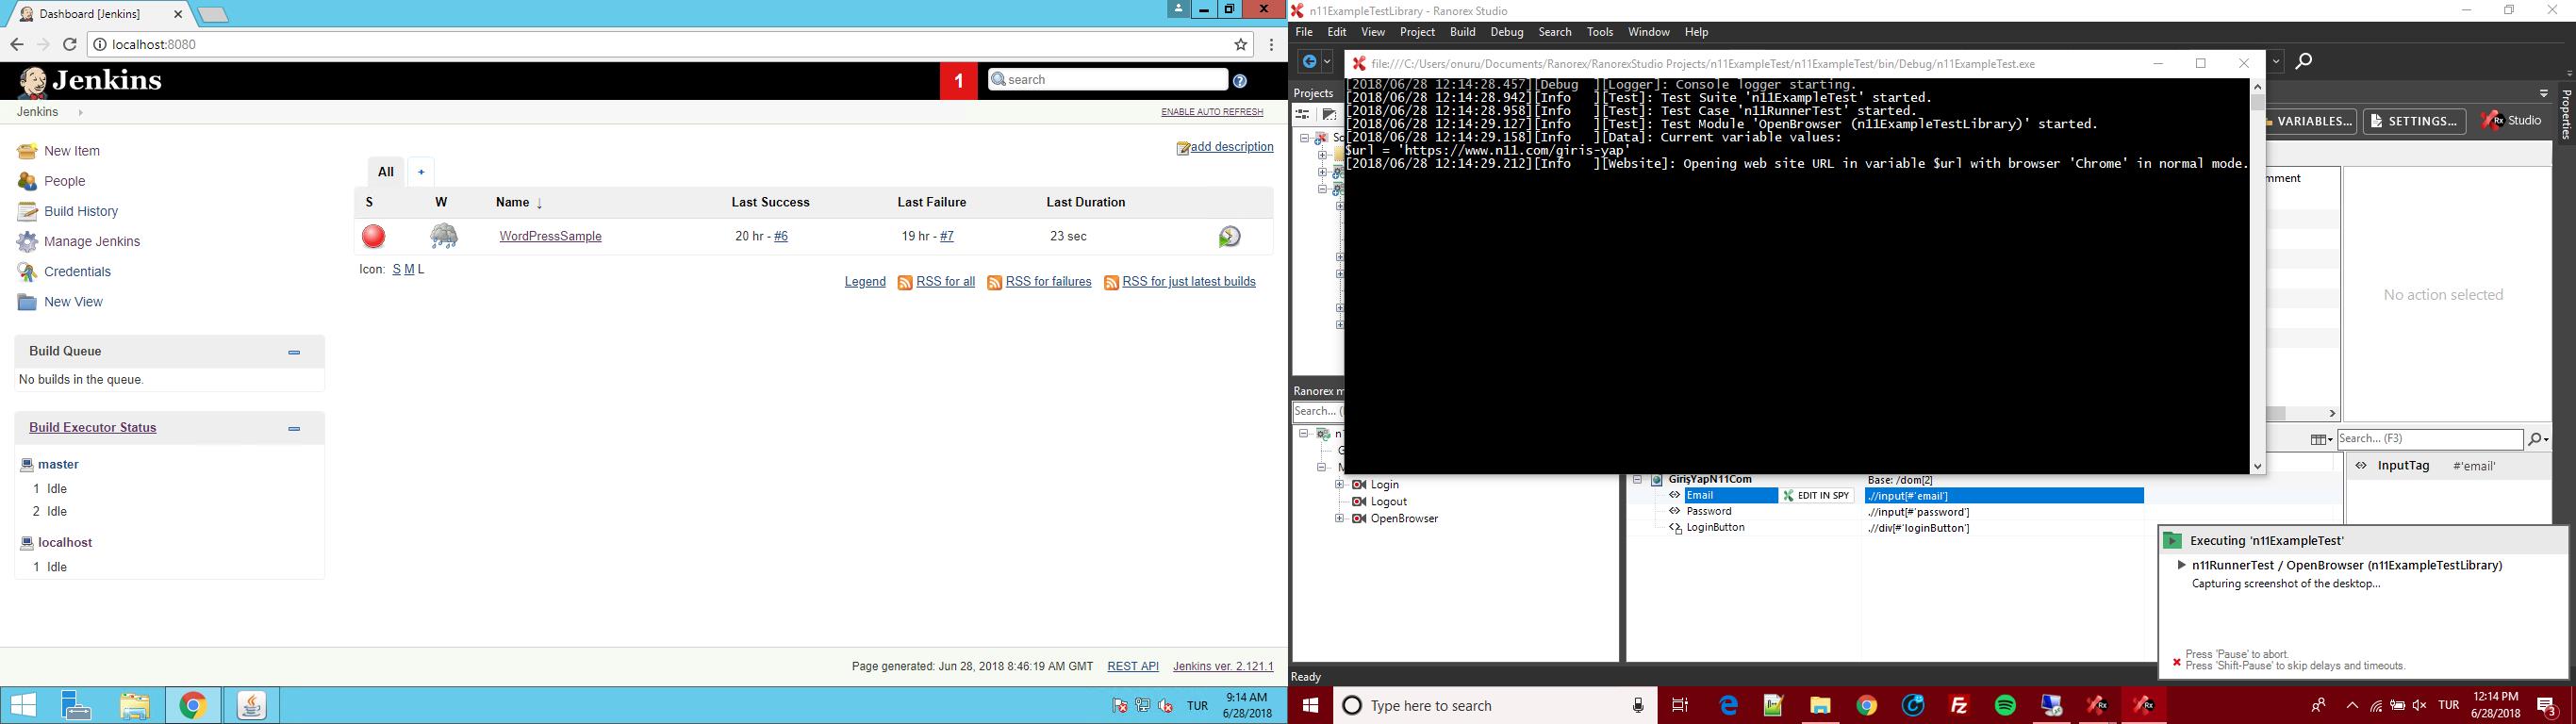 Dashboard [Jenkins]
localhost:8080
Jenkins
1
search
Jenkins
ENABLE AUTO REFRESH
New Item
People
Build History
Manage Jenkins
Credentials
New View
add description
All
+
S W Name ↓ Last Success Last Failure Last Duration
WordPressSample 20 hr - #6 19 hr - #7 23 sec
Icon: S M L
Legend RSS for all RSS for failures RSS for just latest builds
Build Queue
No builds in the queue.
Build Executor Status
master
1 Idle
2 Idle
localhost
1 Idle
Page generated: Jun 28, 2018 8:46:19 AM GMT REST API Jenkins ver. 2.121.1
TUR
9:14 AM
6/28/2018
n11ExampleTestLibrary - Ranorex Studio
File Edit View Project Build Debug Search Tools Window Help
file:///C:/Users/onuru/Documents/Ranorex/RanorexStudio Projects/n11ExampleTest/n11ExampleTest/bin/Debug/n11ExampleTest.exe
[2018/06/28 12:14:28.457][Debug ][Logger]: Console logger starting.
[2018/06/28 12:14:28.942][Info ][Test]: Test Suite 'n11ExampleTest' started.
[2018/06/28 12:14:28.958][Info ][Test]: Test Case 'n11RunnerTest' started.
[2018/06/28 12:14:29.127][Info ][Test]: Test Module 'OpenBrowser (n11ExampleTestLibrary)' started.
[2018/06/28 12:14:29.158][Info ][Data]: Current variable values:
$url = 'https://www.n11.com/giris-yap'
[2018/06/28 12:14:29.212][Info ][Website]: Opening web site URL in variable $url with browser 'Chrome' in normal mode.
Projects
VARIABLES...
SETTINGS...
Rx Studio
Properties
mment
No action selected
Ranorex m
Search... (
Search... (F3)
Login
Logout
OpenBrowser
GirişYapN11Com Base: /dom[2]
Email EDIT IN SPY .//input[#'email']
Password .//input[#'password']
LoginButton .//div[#'loginButton']
InputTag #'email'
Executing 'n11ExampleTest'
n11RunnerTest / OpenBrowser (n11ExampleTestLibrary)
Capturing screenshot of the desktop...
Press 'Pause' to abort.
Press 'Shift-Pause' to skip delays and timeouts.
Ready
Type here to search
TUR
12:14 PM
6/28/2018
3